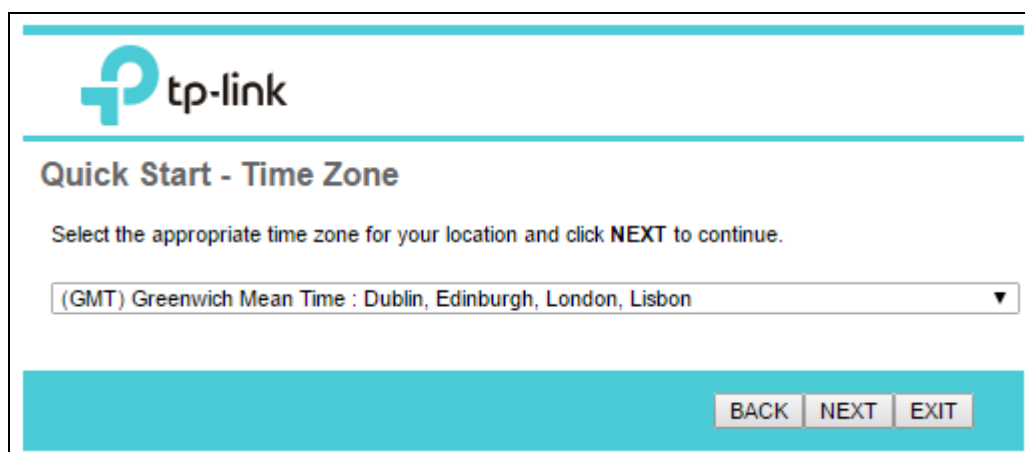 tp-link
Quick Start - Time Zone
Select the appropriate time zone for your location and click NEXT to continue.
(GMT) Greenwich Mean Time : Dublin, Edinburgh, London, Lisbon
BACK NEXT EXIT